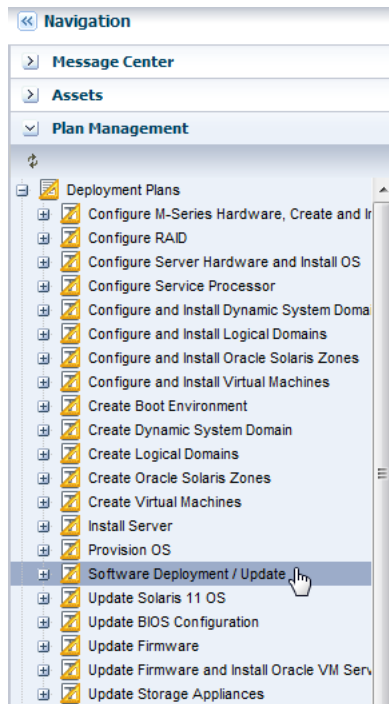 Navigation
Message Center
Assets
Plan Management
Deployment Plans
Configure M-Series Hardware, Create and
Configure RAID
Configure Server Hardware and Install OS
Configure Service Processor
Configure and Install Dynamic System
Configure and Install Logical Domains
Configure and Install Oracle Solaris Zones
Configure and Install Virtual Machines
Create Boot Environment
Create Dynamic System Domain
Create Logical Domains
Create Oracle Solaris Zones
Create Virtual Machines
Install Server
Provision OS
Software Deployment / Update
Update Solaris 11 OS
Update BIOS Configuration
Update Firmware
Update Firmware and Install Oracle VM
Update Storage Appliances